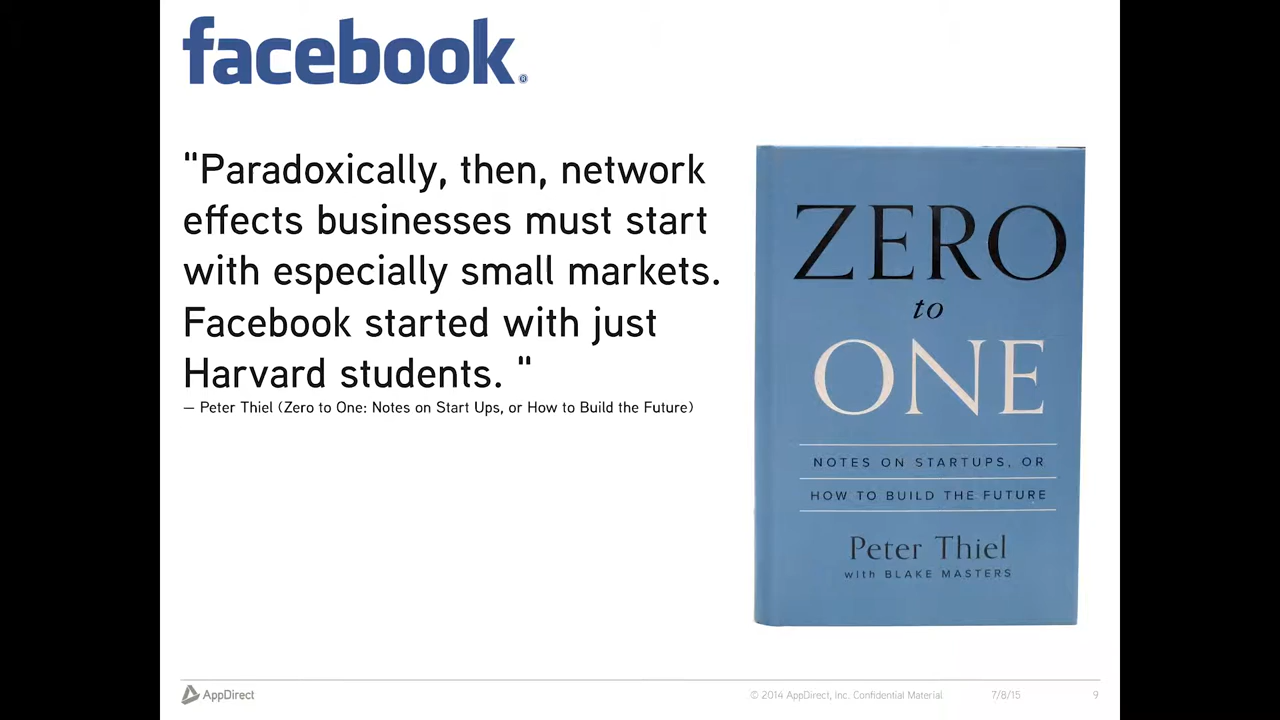 facebook®
"Paradoxically, then, network
effects businesses must start
with especially small markets.
Facebook started with just
Harvard students. "
— Peter Thiel (Zero to One: Notes on Start Ups, or How to Build the Future)
ZERO
to
ONE
NOTES ON STARTUPS, OR
HOW TO BUILD THE FUTURE
Peter Thiel
with BLAKE MASTERS
AppDirect
© 2014 AppDirect, Inc. Confidential Material
7/8/15
9